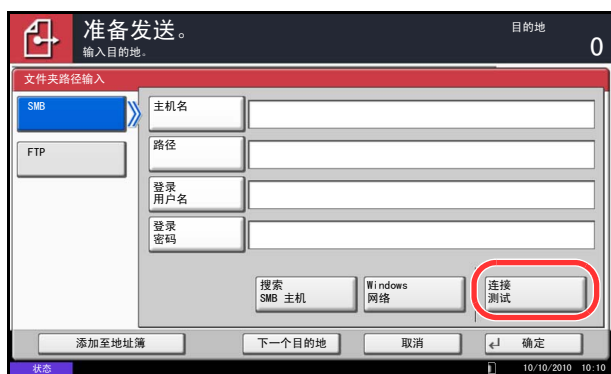 准备发送。
输入目的地.
目的地
0
文件夹路径输入
SMB
FTP
主机名
路径
登录
用户名
登录
密码
搜索
SMB 主机
Windows
网络
连接
测试
添加至地址簿
下一个目的地
取消
确定
状态
10/10/2010 10:10